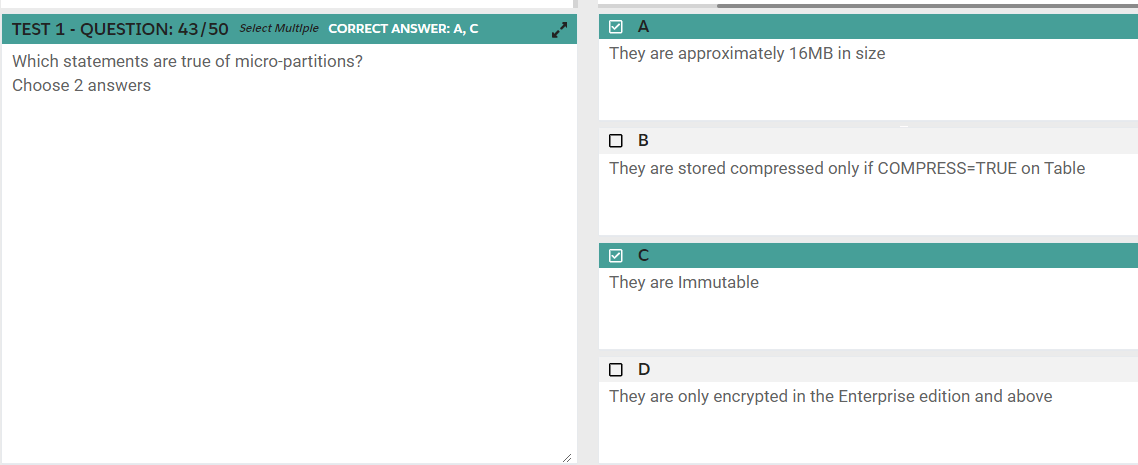 TEST 1 - QUESTION: 43/50 Select Multiple CORRECT ANSWER: A, C
Which statements are true of micro-partitions?
Choose 2 answers
A
They are approximately 16MB in size
B
They are stored compressed only if COMPRESS=TRUE on Table
C
They are Immutable
D
They are only encrypted in the Enterprise edition and above